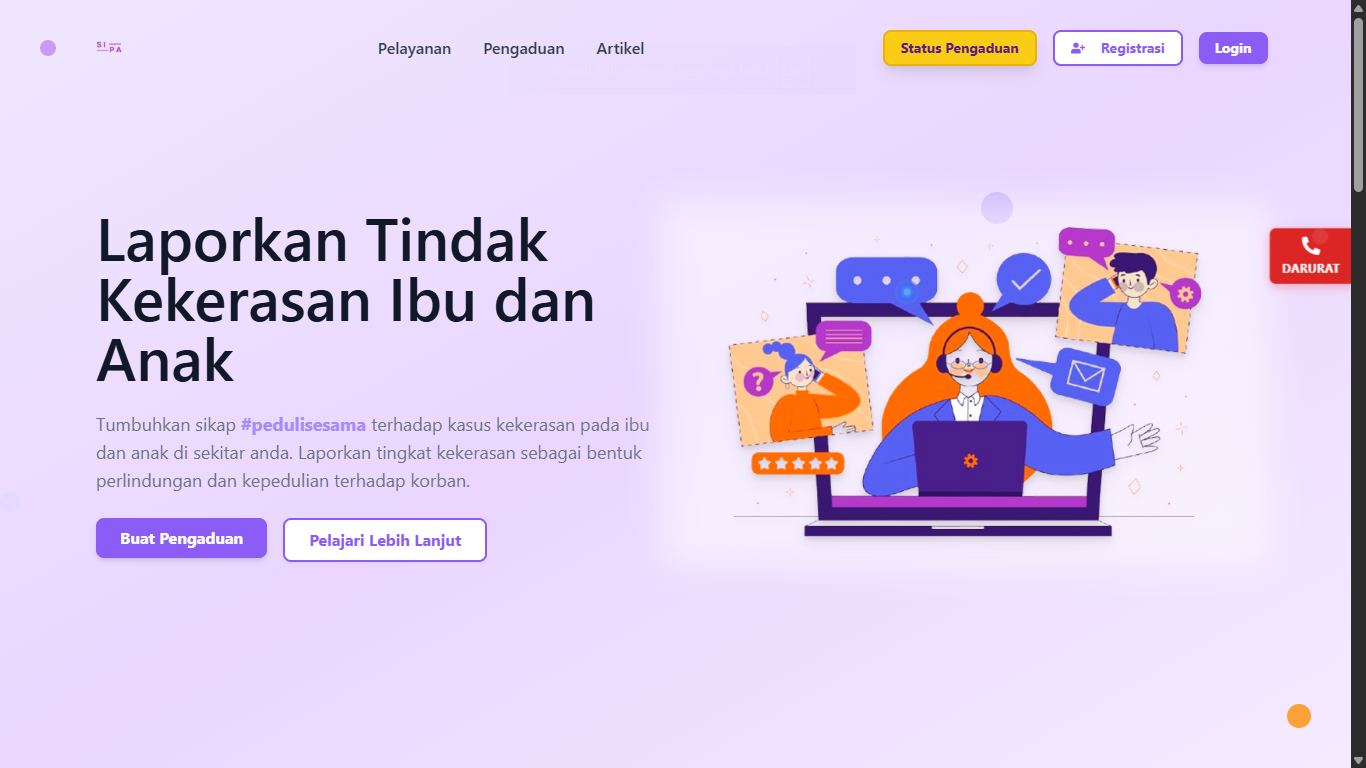 SI
PA
Pelayanan
Pengaduan
Artikel
Status Pengaduan
Registrasi
Login
Laporkan Tindak
Kekerasan Ibu dan
Anak
Tumbuhkan sikap #pedulisesama terhadap kasus kekerasan pada ibu
dan anak di sekitar anda. Laporkan tingkat kekerasan sebagai bentuk
perlindungan dan kepedulian terhadap korban.
Buat Pengaduan
Pelajari Lebih Lanjut
?
DARURAT